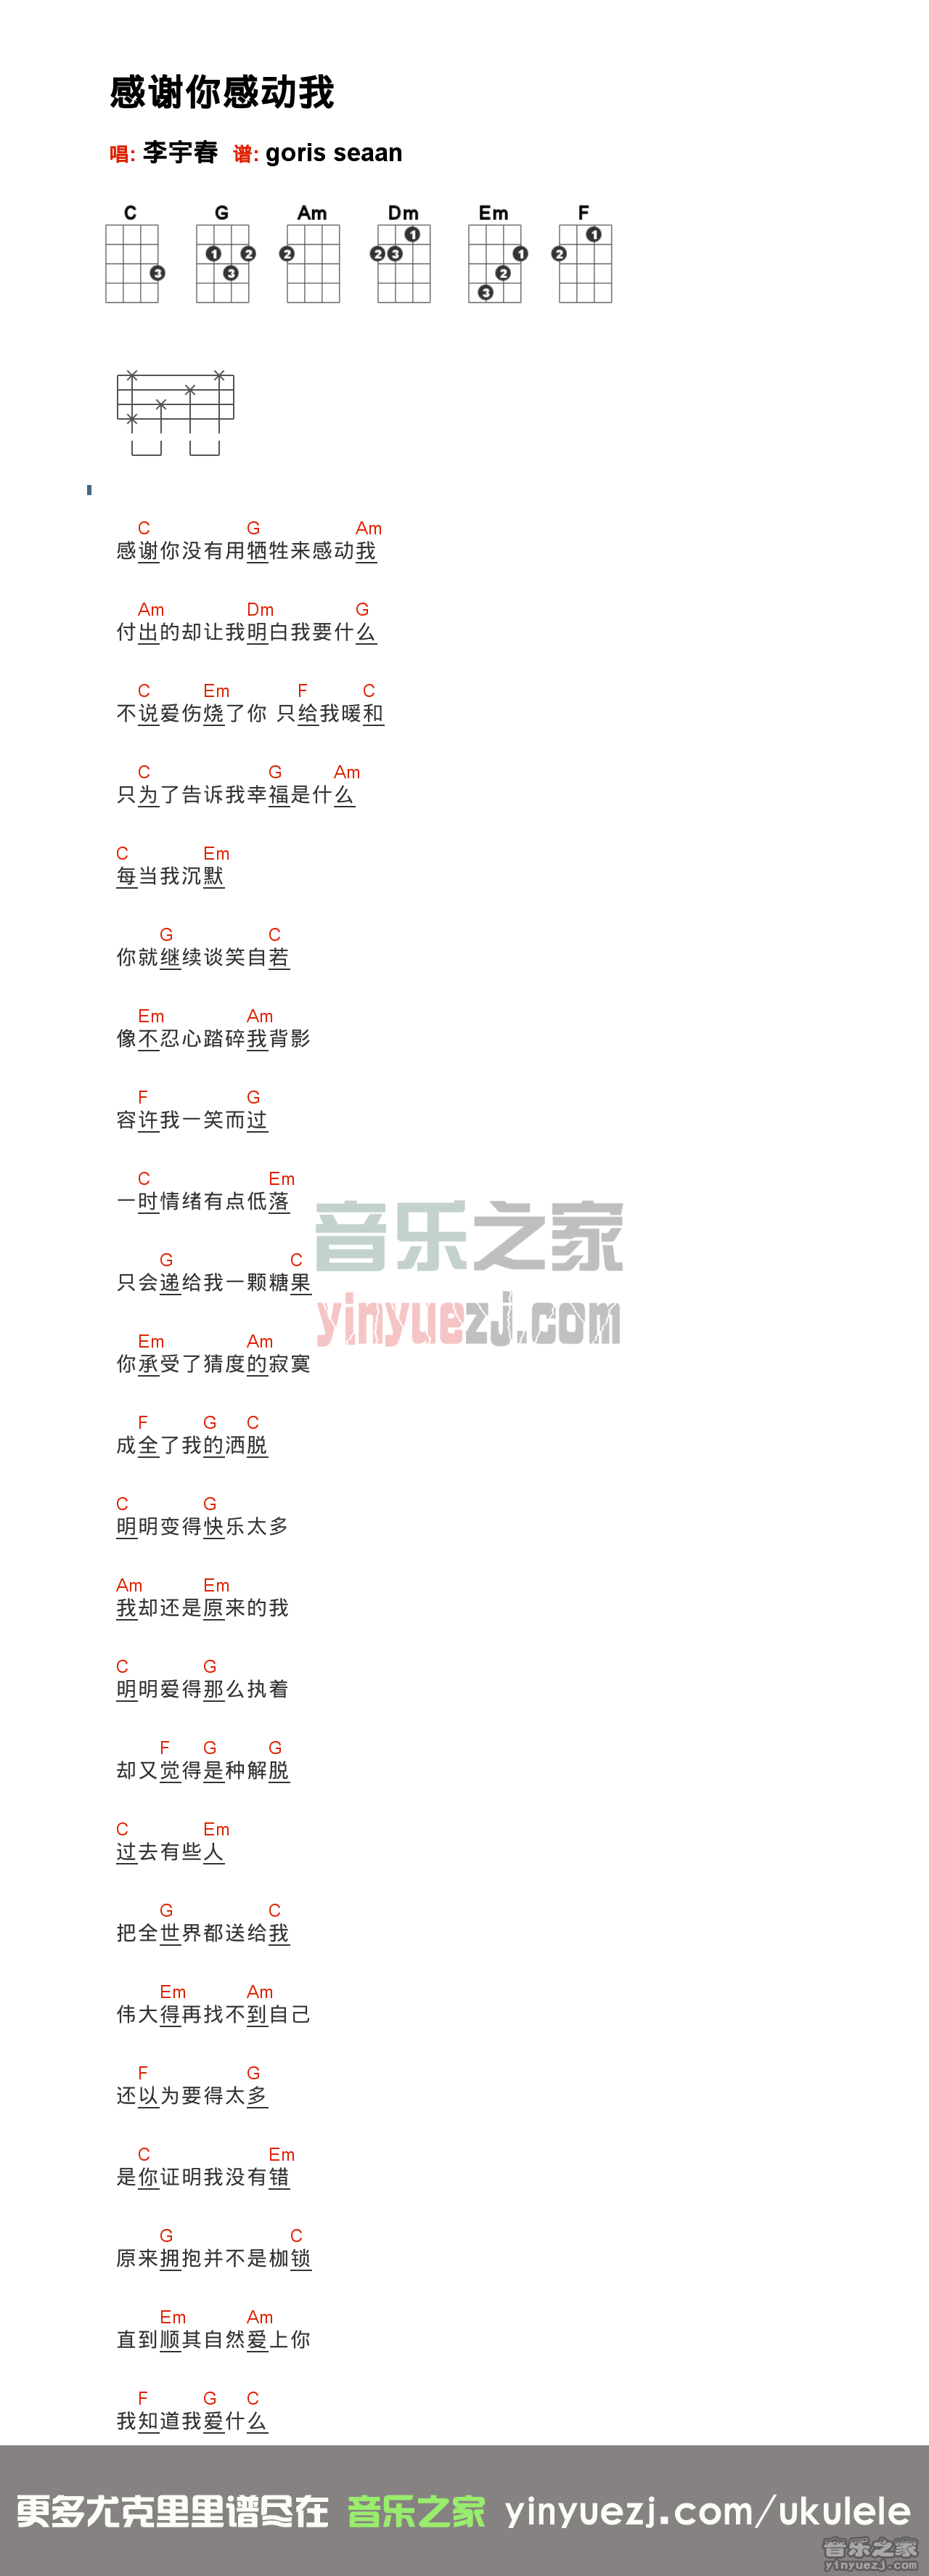 感谢你感动我
唱: 李宇春 谱: goris seaan
C G Am Dm Em F
3 1 2 3 2 2 3 1 1 2 3 2 1
C G Am
感谢你没有用牺牲来感动我
Am Dm G
付出的却让我明白我要什么
C Em F C
不说爱伤烧了你 只给我暖和
C G Am
只为了告诉我幸福是什么
C Em
每当我沉默
G C
你就继续谈笑自若
Em Am
像不忍心踏碎我背影
F G
容许我一笑而过
C Em
一时情绪有点低落
G C
只会递给我一颗糖果
Em Am
你承受了猜度的寂寞
F G C
成全了我的洒脱
C G
明明变得快乐太多
Am Em
我却还是原来的我
C G
明明爱得那么执着
F G G
却又觉得是种解脱
C Em
过去有些人
G C
把全世界都送给我
Em Am
伟大得再找不到自己
F G
还以为要得太多
C Em
是你证明我没有错
G C
原来拥抱并不是枷锁
Em Am
直到顺其自然爱上你
F G C
我知道我爱什么
音乐之家
yinyuezj.com
更多尤克里里谱尽在 音乐之家 yinyuezj.com/ukulele
音乐之家
yinyuezj.com